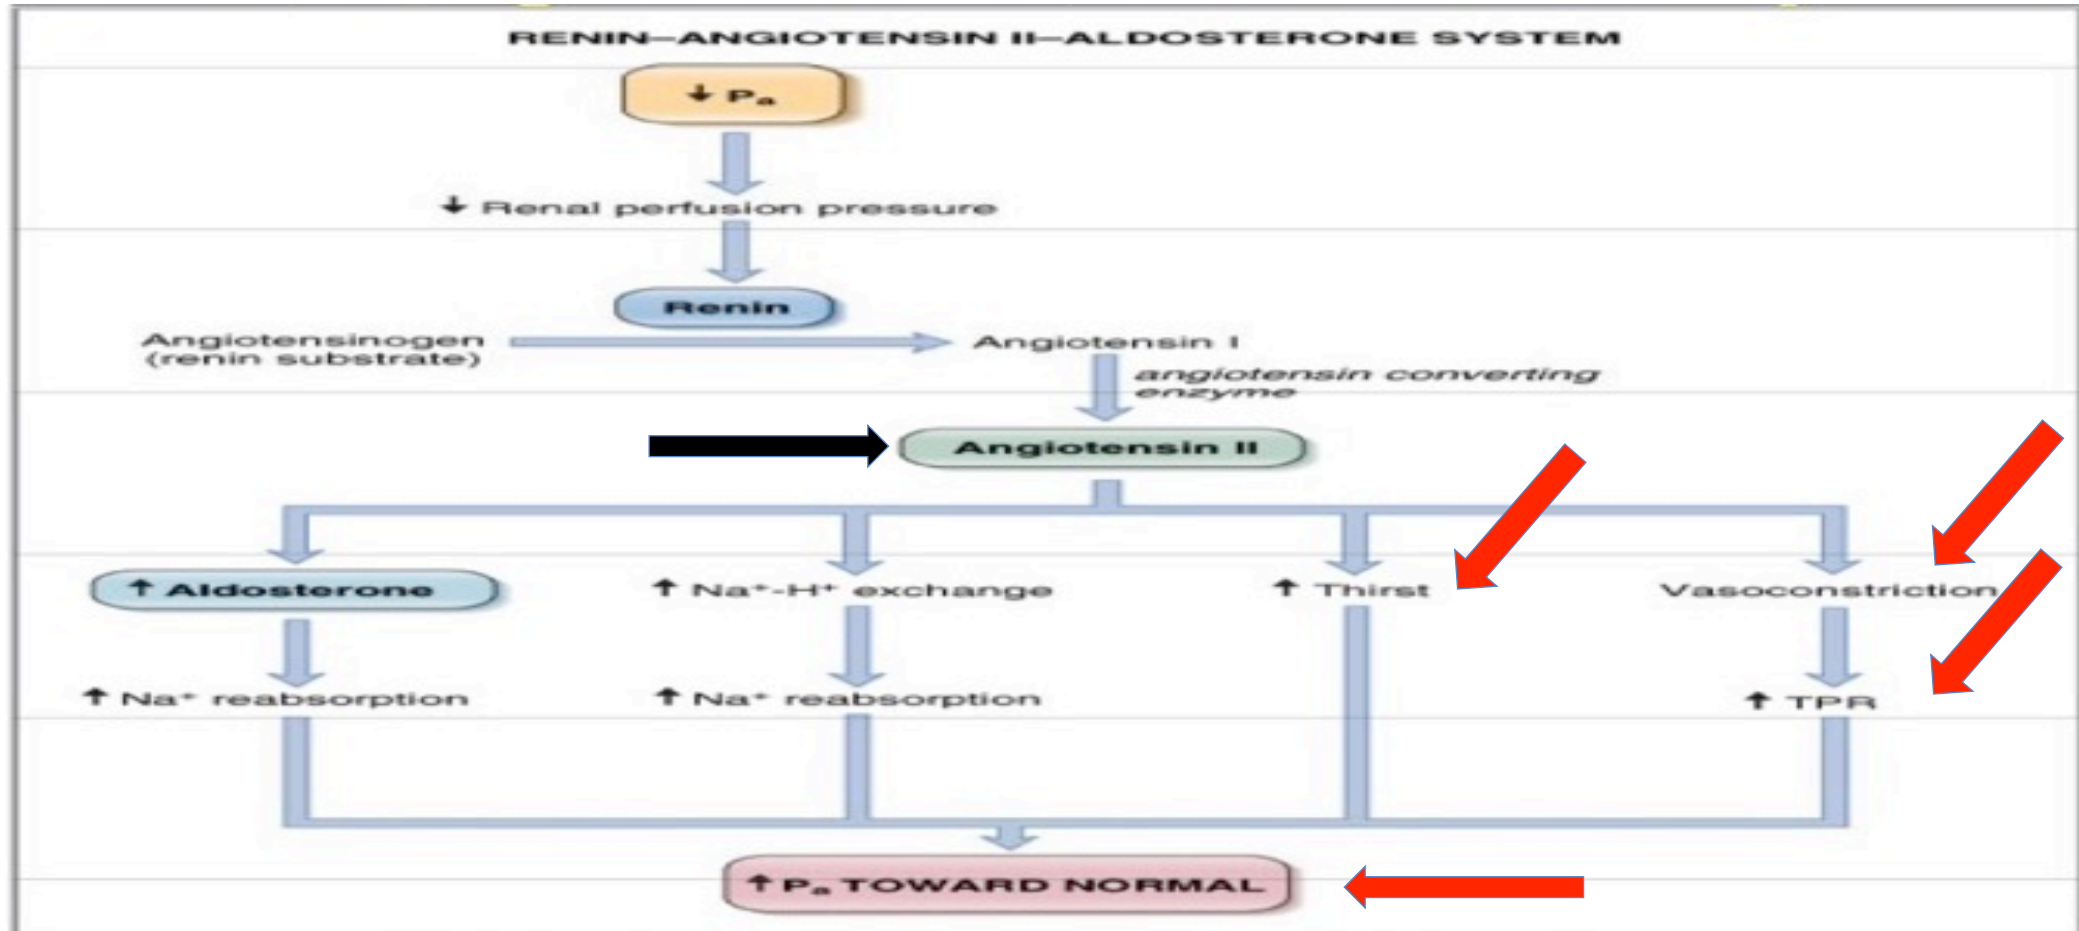 RENIN–ANGIOTENSIN II–ALDOSTERONE SYSTEM
↓ Pₐ
↓ Renal perfusion pressure
Renin
Angiotensinogen
(renin substrate)
Angiotensin I
angiotensin converting
enzyme
Angiotensin II
↑ Aldosterone
↑ Na⁺-H⁺ exchange
↑ Thirst
Vasoconstriction
↑ Na⁺ reabsorption
↑ Na⁺ reabsorption
↑ TPR
↑ Pₐ TOWARD NORMAL